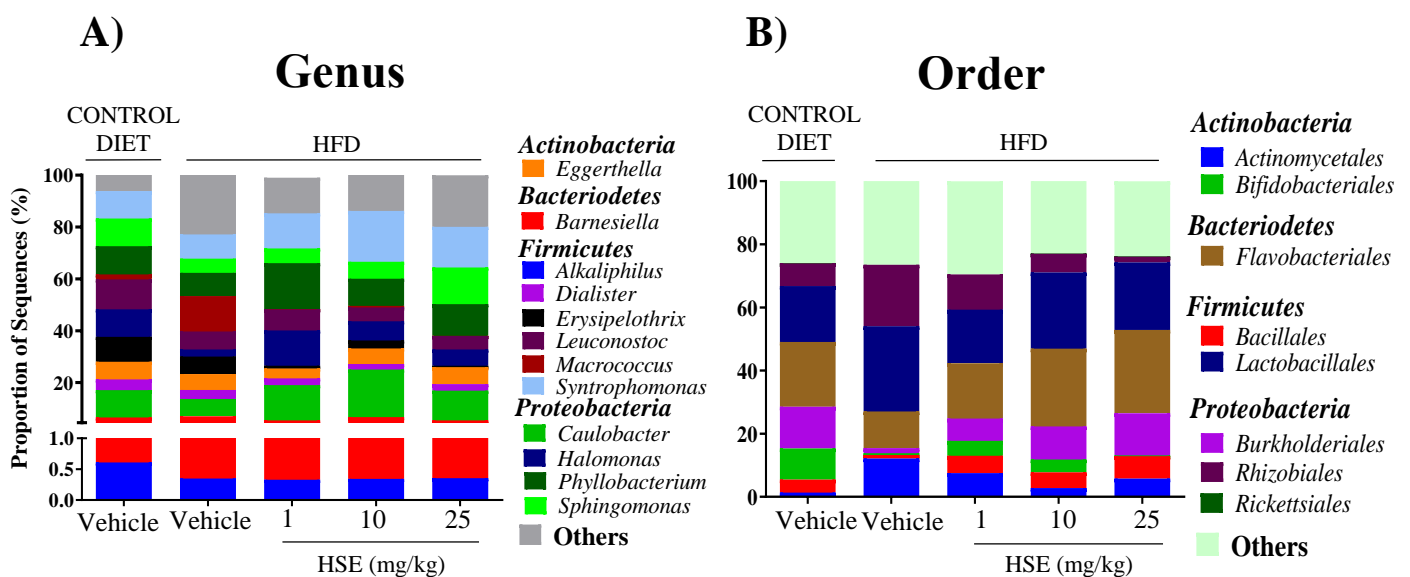 A)
Genus
CONTROL
DIET
HFD
Proportion of Sequences (%)
100
80
60
40
20
1.0
0.5
0.0
Vehicle
Vehicle
1
10
25
HSE (mg/kg)
Actinobacteria
Eggerthella
Bacteriodetes
Barnesiella
Firmicutes
Alkaliphilus
Dialister
Erysipelothrix
Leuconostoc
Macrococcus
Syntrophomonas
Proteobacteria
Caulobacter
Halomonas
Phyllobacterium
Sphingomonas
Others
B)
Order
CONTROL
DIET
HFD
100
80
60
40
20
0
Vehicle
Vehicle
1
10
25
HSE (mg/kg)
Actinobacteria
Actinomycetales
Bifidobacteriales
Bacteriodetes
Flavobacteriales
Firmicutes
Bacillales
Lactobacillales
Proteobacteria
Burkholderiales
Rhizobiales
Rickettsiales
Others